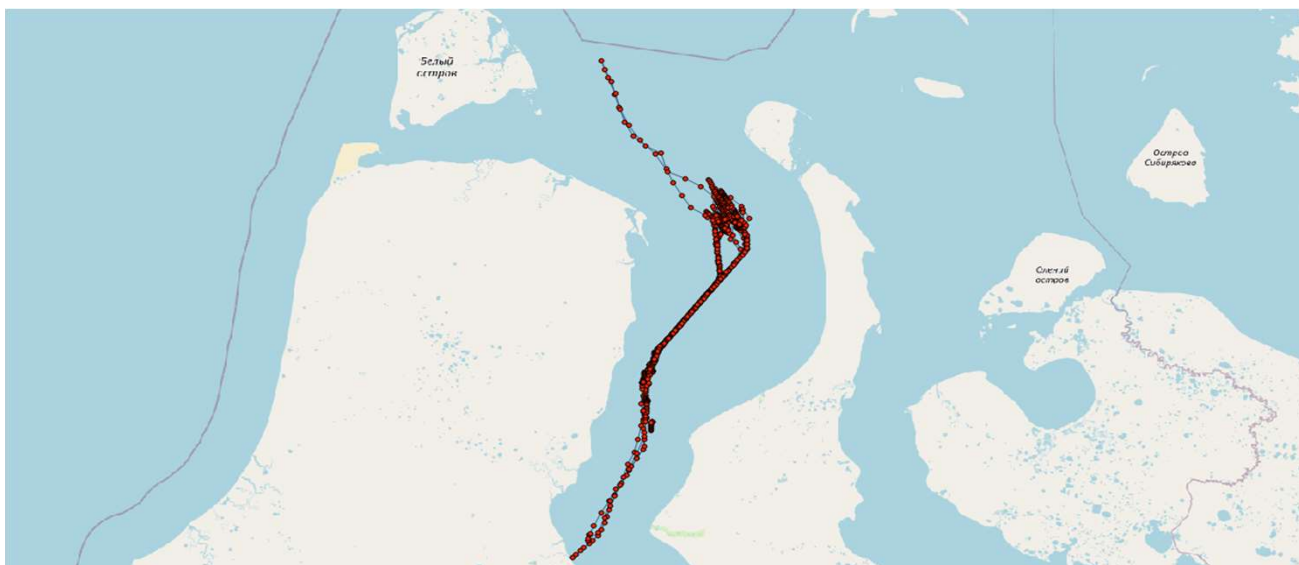 Белый
остров
Остров
Сибирякова
Олений
остров